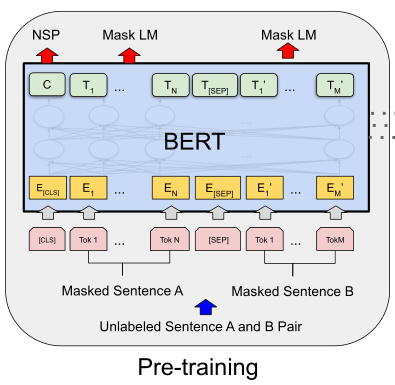 NSP Mask LM Mask LM
C T1 ... TN T[SEP] T1' ... TM'
BERT
E[CLS] E1 ... EN E[SEP] E1' ... EM'
[CLS] Tok 1 ... Tok N [SEP] Tok 1 ... TokM
Masked Sentence A Masked Sentence B
Unlabeled Sentence A and B Pair
Pre-training